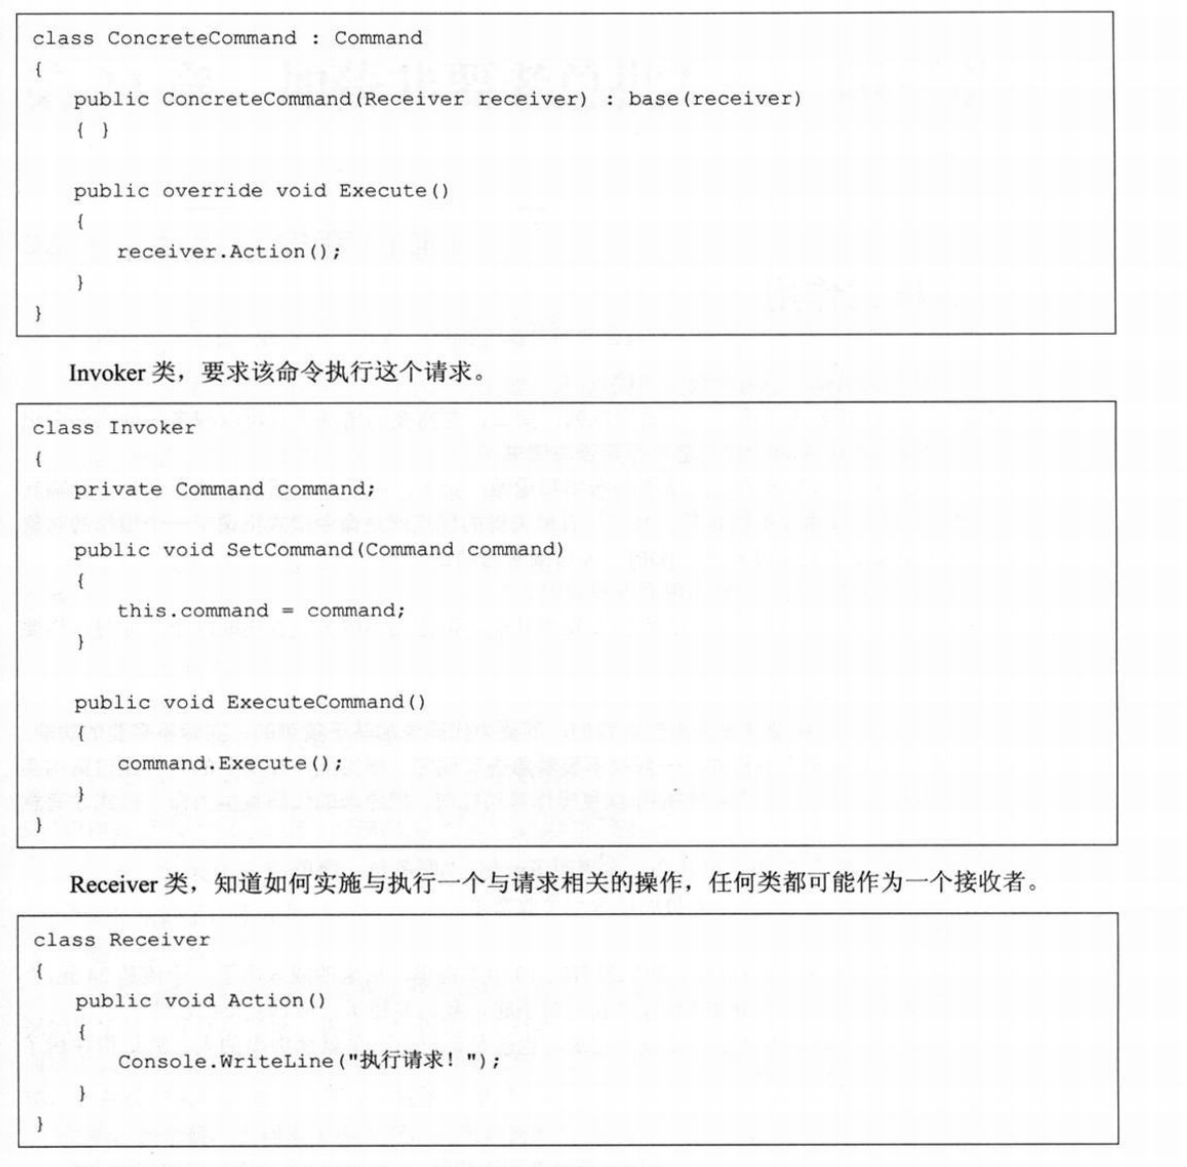 class ConcreteCommand : Command
{
public ConcreteCommand(Receiver receiver) : base(receiver)
{ }
public override void Execute()
{
receiver.Action();
}
}
Invoker 类，要求该命令执行这个请求。
class Invoker
{
private Command command;
public void SetCommand(Command command)
{
this.command = command;
}
public void ExecuteCommand()
{
command.Execute();
}
}
Receiver 类，知道如何实施与执行一个与请求相关的操作，任何类都可能作为一个接收者。
class Receiver
{
public void Action()
{
Console.WriteLine("执行请求！");
}
}